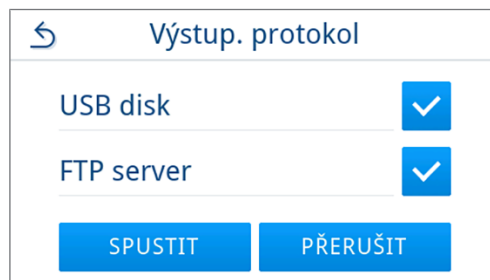 Výstup. protokol
USB disk
FTP server
SPUSTIT PŘERUŠIT